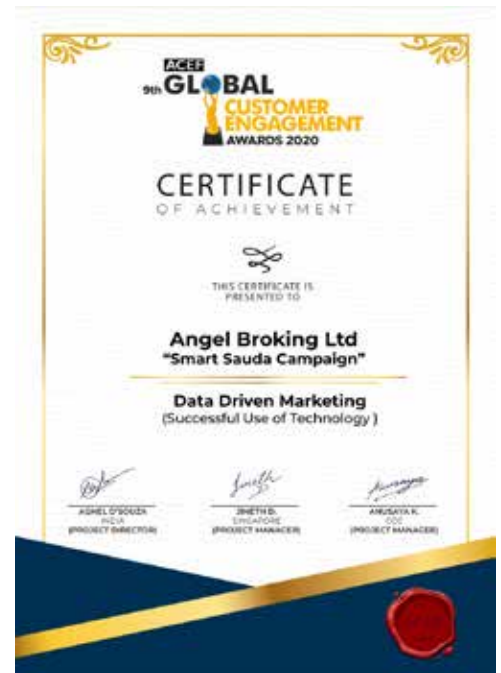 ACEF
9th GLOBAL
CUSTOMER
ENGAGEMENT
AWARDS 2020
CERTIFICATE
OF ACHIEVEMENT
THIS CERTIFICATE IS
PRESENTED TO
Angel Broking Ltd
“Smart Sauda Campaign”
Data Driven Marketing
(Successful Use of Technology )
AGNEL D'SOUZA JINETH D. ANUSAYA K.
INDIA SINGAPORE
(PROJECT DIRECTOR) (PROJECT MANAGER) (PROJECT MANAGER)